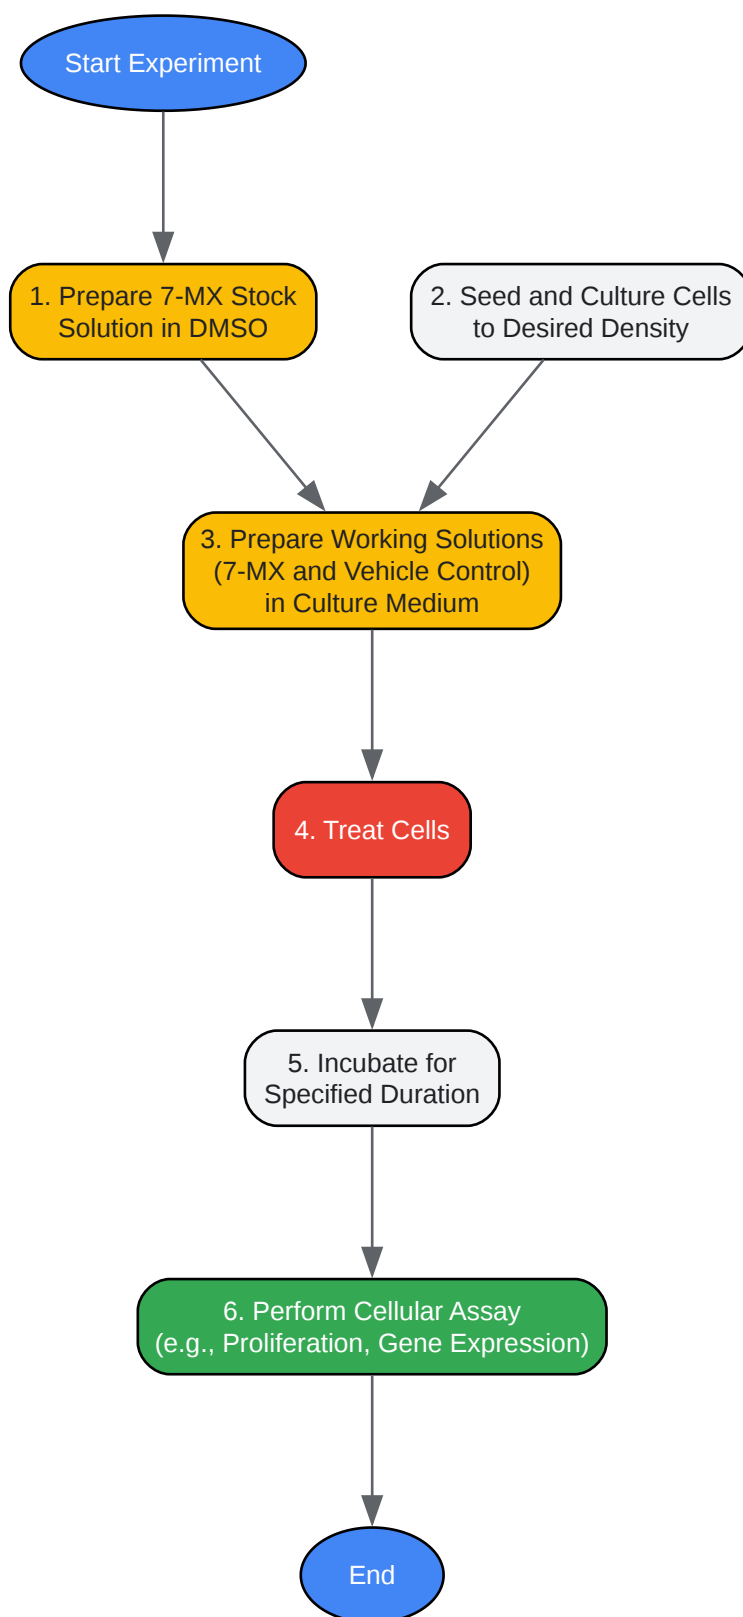 Start Experiment
1. Prepare 7-MX Stock
Solution in DMSO
2. Seed and Culture Cells
to Desired Density
3. Prepare Working Solutions
(7-MX and Vehicle Control)
in Culture Medium
4. Treat Cells
5. Incubate for
Specified Duration
6. Perform Cellular Assay
(e.g., Proliferation, Gene Expression)
End